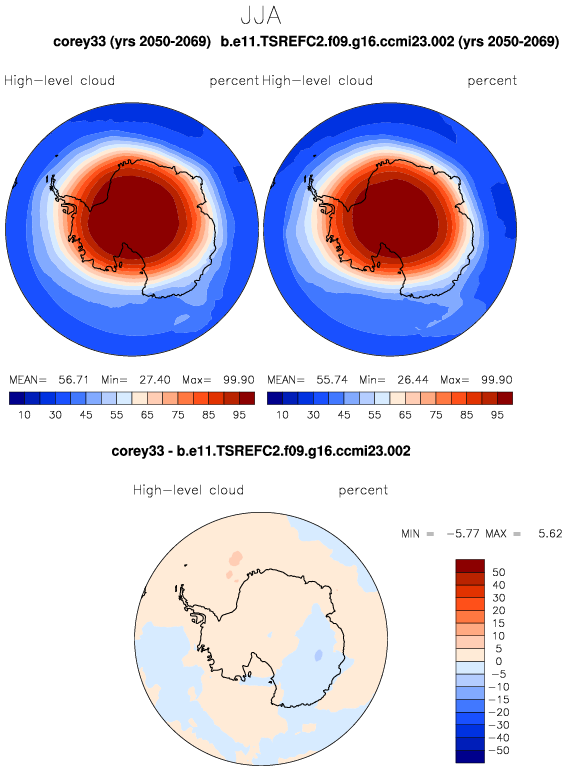 JJA
corey33 (yrs 2050-2069) b.e11.TSREFC2.f09.g16.ccmi23.002 (yrs 2050-2069)
High-level cloud percent High-level cloud percent
MEAN= 56.71 Min= 27.40 Max= 99.90 MEAN= 55.74 Min= 26.44 Max= 99.90
10 30 45 55 65 75 85 95 10 30 45 55 65 75 85 95
corey33 - b.e11.TSREFC2.f09.g16.ccmi23.002
High-level cloud percent
MIN = -5.77 MAX = 5.62
50
40
30
20
15
10
5
0
-5
-10
-15
-20
-30
-40
-50